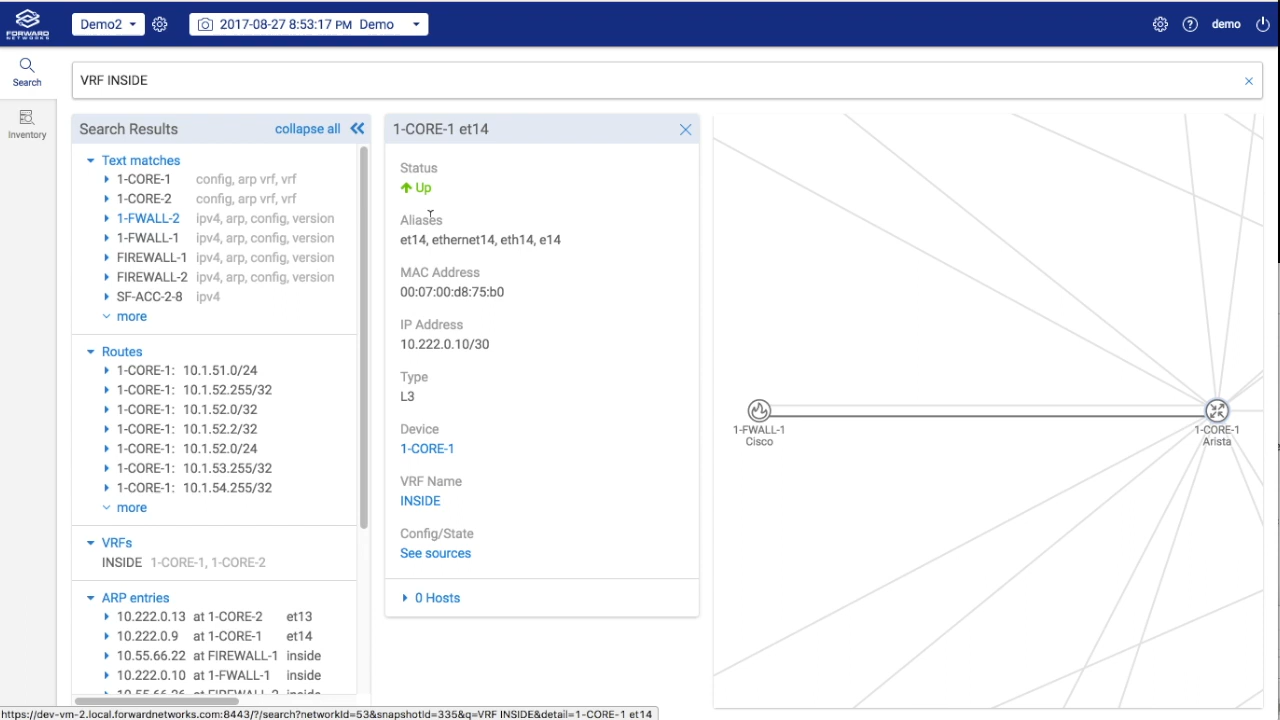 FORWARD
NETWORKS
Demo2
2017-08-27 8:53:17 PM Demo
demo
Search
Inventory
VRF INSIDE
Search Results
collapse all
Text matches
1-CORE-1 config, arp vrf, vrf
1-CORE-2 config, arp vrf, vrf
1-FWALL-2 ipv4, arp, config, version
1-FWALL-1 ipv4, arp, config, version
FIREWALL-1 ipv4, arp, config, version
FIREWALL-2 ipv4, arp, config, version
SF-ACC-2-8 ipv4
more
Routes
1-CORE-1: 10.1.51.0/24
1-CORE-1: 10.1.52.255/32
1-CORE-1: 10.1.52.0/32
1-CORE-1: 10.1.52.2/32
1-CORE-1: 10.1.52.0/24
1-CORE-1: 10.1.53.255/32
1-CORE-1: 10.1.54.255/32
more
VRFs
INSIDE 1-CORE-1, 1-CORE-2
ARP entries
10.222.0.13 at 1-CORE-2 et13
10.222.0.9 at 1-CORE-1 et14
10.55.66.22 at FIREWALL-1 inside
10.222.0.10 at 1-FWALL-1 inside
10.55.66.26 at FIREWALL-2 inside
1-CORE-1 et14
Status
Up
Aliases
et14, ethernet14, eth14, e14
MAC Address
00:07:00:d8:75:b0
IP Address
10.222.0.10/30
Type
L3
Device
1-CORE-1
VRF Name
INSIDE
Config/State
See sources
0 Hosts
1-FWALL-1
Cisco
1-CORE-1
Arista
https://dev-vm-2.local.forwardnetworks.com:8443/?/search?networkId=53&snapshotId=335&q=VRF INSIDE&detail=1-CORE-1 et14